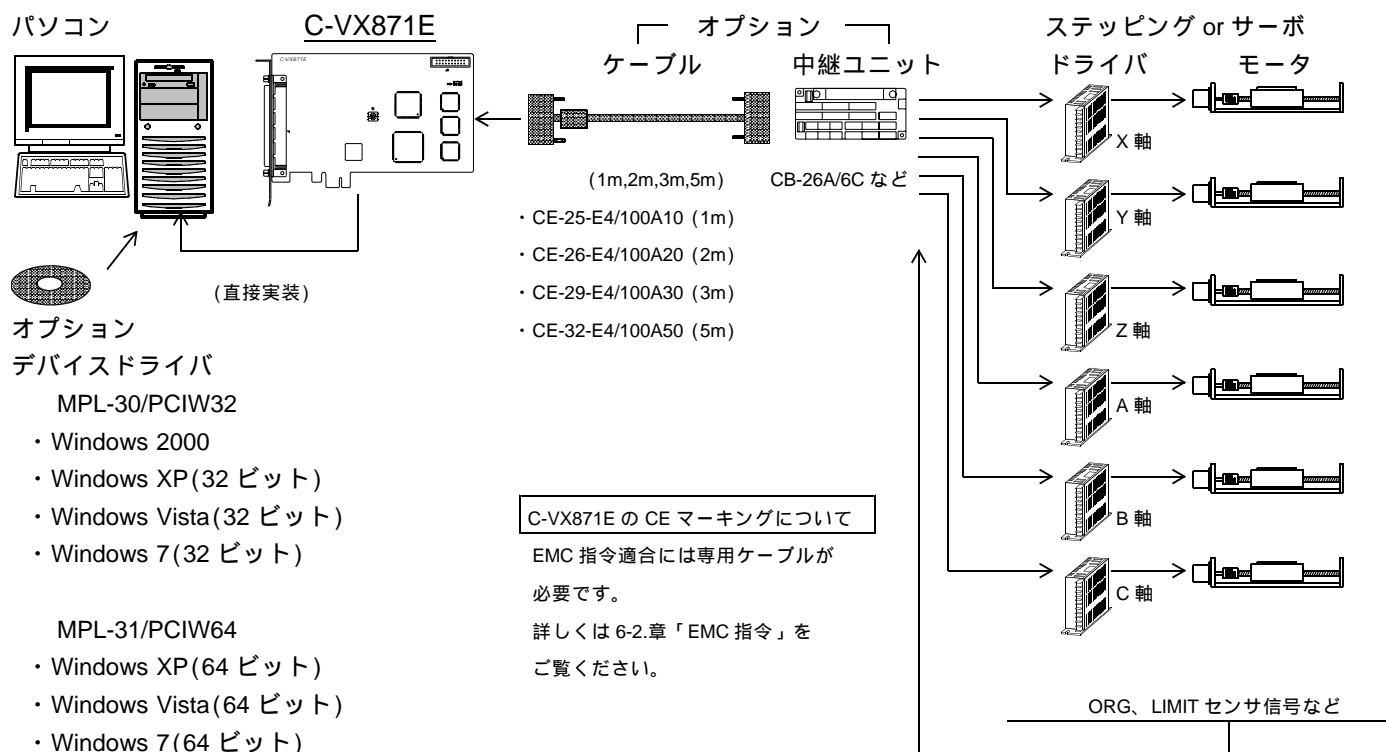 パソコン
C-VX871E
オプション
ケーブル
中継ユニット
ステッピング or サーボ
ドライバ
モータ
C-VX871E
X 軸
Y 軸
Z 軸
A 軸
B 軸
C 軸
(1m,2m,3m,5m)
CB-26A/6C など
・CE-25-E4/100A10 (1m)
・CE-26-E4/100A20 (2m)
・CE-29-E4/100A30 (3m)
・CE-32-E4/100A50 (5m)
(直接実装)
オプション
デバイスドライバ
MPL-30/PCIW32
・Windows 2000
・Windows XP(32 ビット)
・Windows Vista(32 ビット)
・Windows 7(32 ビット)
MPL-31/PCIW64
・Windows XP(64 ビット)
・Windows Vista(64 ビット)
・Windows 7(64 ビット)
C-VX871E の CE マーキングについて
EMC 指令適合には専用ケーブルが
必要です。
詳しくは 6-2.章「EMC 指令」を
ご覧ください。
ORG、LIMIT センサ信号など